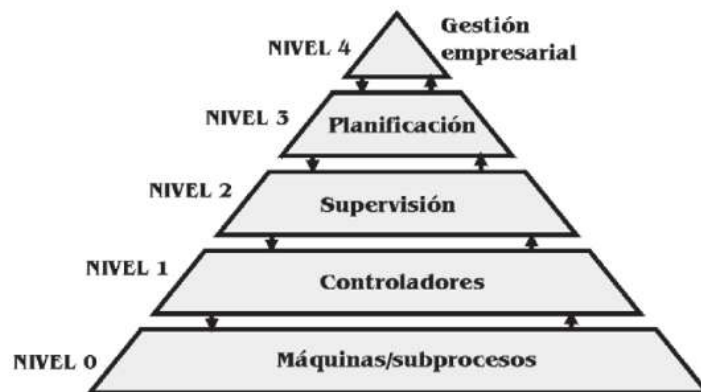 NIVEL 4
Gestión
empresarial
NIVEL 3
Planificación
NIVEL 2
Supervisión
NIVEL 1
Controladores
NIVEL 0
Máquinas/subprocesos